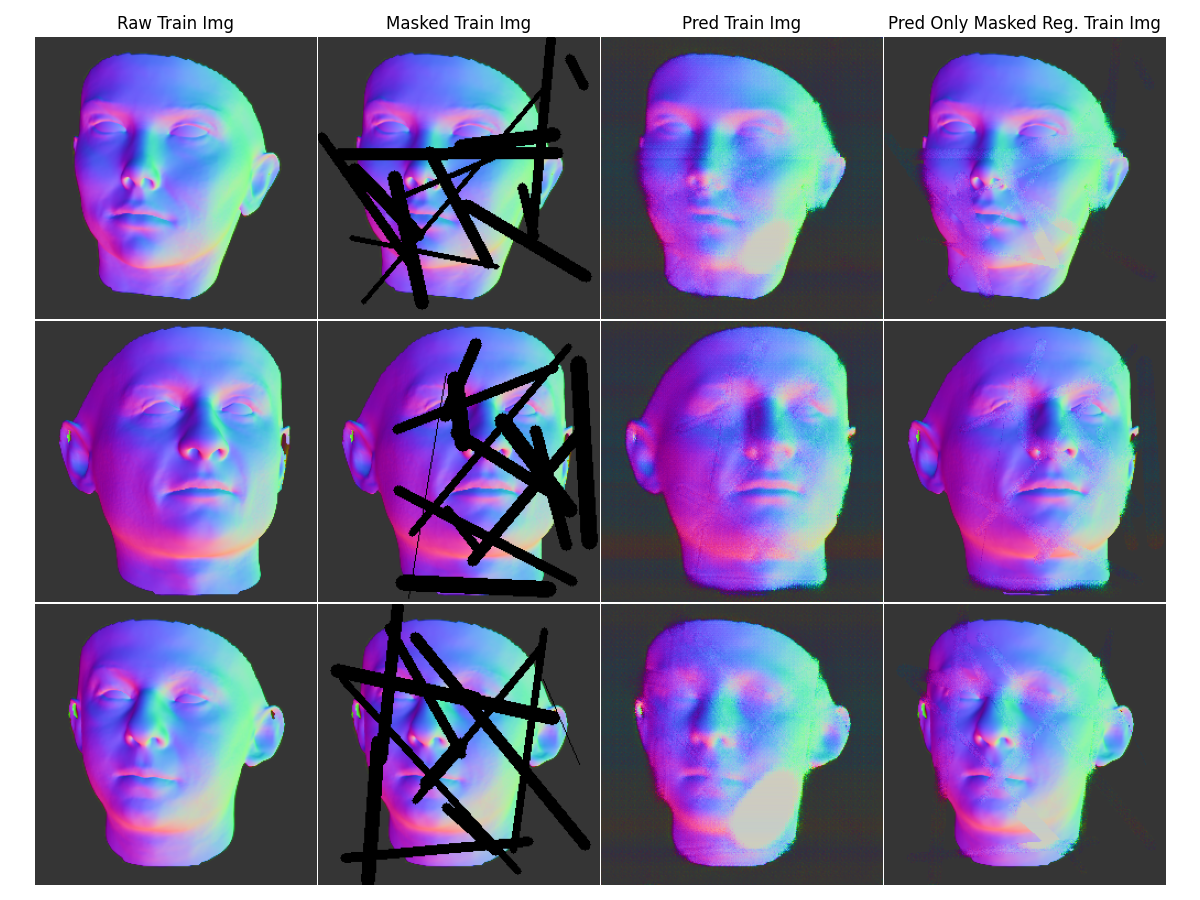 Raw Train Img
Masked Train Img
Pred Train Img
Pred Only Masked Reg. Train Img